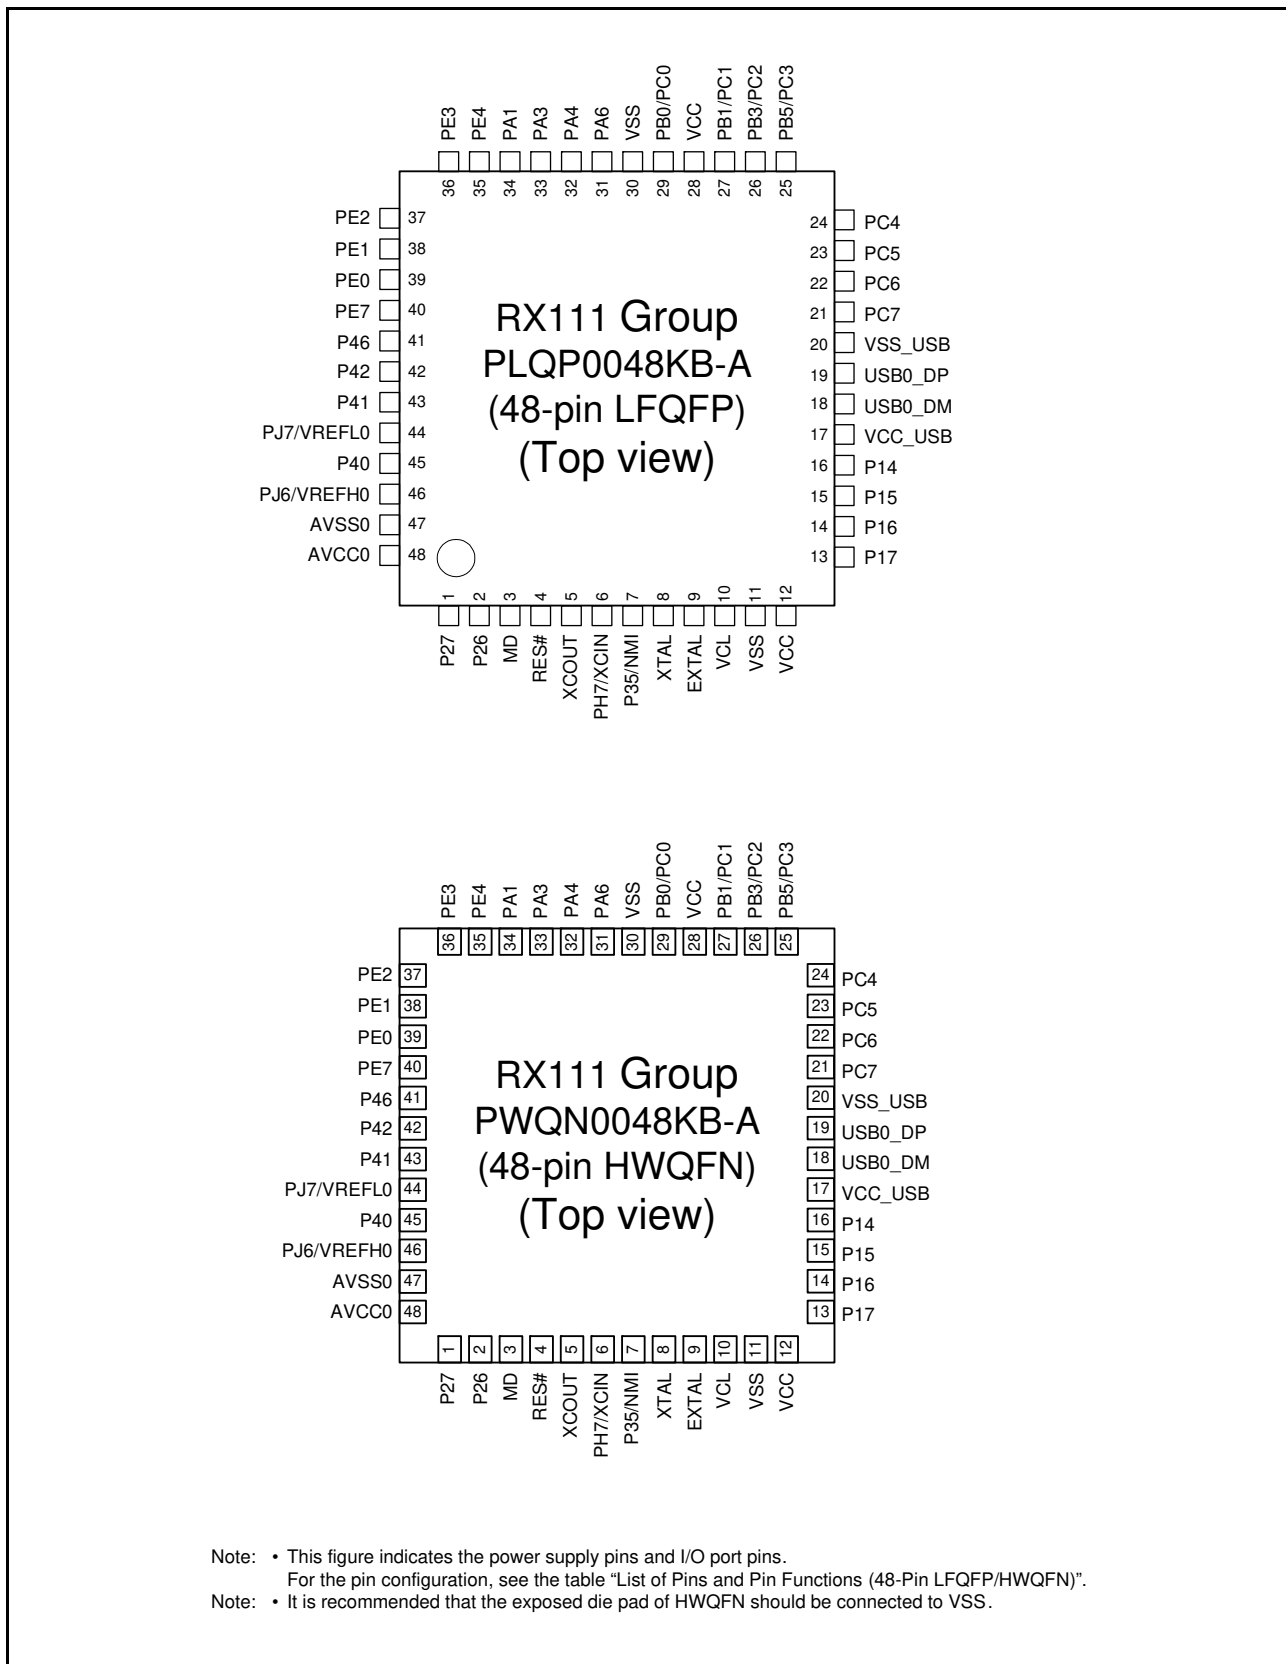 PE3
PE4
PA1
PA3
PA4
PA6
VSS
PB0/PC0
VCC
PB1/PC1
PB3/PC2
PB5/PC3
36
35
34
33
32
31
30
29
28
27
26
25
PE2 37
PE1 38
PE0 39
PE7 40
P46 41
P42 42
P41 43
PJ7/VREFL0 44
P40 45
PJ6/VREFH0 46
AVSS0 47
AVCC0 48
RX111 Group
PLQP0048KB-A
(48-pin LFQFP)
(Top view)
24 PC4
23 PC5
22 PC6
21 PC7
20 VSS_USB
19 USB0_DP
18 USB0_DM
17 VCC_USB
16 P14
15 P15
14 P16
13 P17
1
2
3
4
5
6
7
8
9
10
11
12
P27
P26
MD
RES#
XCOUT
PH7/XCIN
P35/NMI
XTAL
EXTAL
VCL
VSS
VCC
PE3
PE4
PA1
PA3
PA4
PA6
VSS
PB0/PC0
VCC
PB1/PC1
PB3/PC2
PB5/PC3
36
35
34
33
32
31
30
29
28
27
26
25
PE2 37
PE1 38
PE0 39
PE7 40
P46 41
P42 42
P41 43
PJ7/VREFL0 44
P40 45
PJ6/VREFH0 46
AVSS0 47
AVCC0 48
RX111 Group
PWQN0048KB-A
(48-pin HWQFN)
(Top view)
24 PC4
23 PC5
22 PC6
21 PC7
20 VSS_USB
19 USB0_DP
18 USB0_DM
17 VCC_USB
16 P14
15 P15
14 P16
13 P17
1
2
3
4
5
6
7
8
9
10
11
12
P27
P26
MD
RES#
XCOUT
PH7/XCIN
P35/NMI
XTAL
EXTAL
VCL
VSS
VCC
Note: • This figure indicates the power supply pins and I/O port pins.
For the pin configuration, see the table “List of Pins and Pin Functions (48-Pin LFQFP/HWQFN)”.
Note: • It is recommended that the exposed die pad of HWQFN should be connected to VSS.